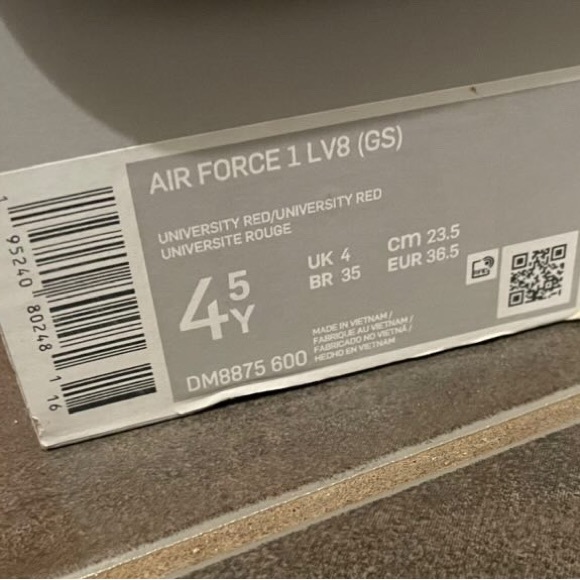 AIR FORCE 1 LV8 (GS)
UNIVERSITY RED/UNIVERSITY RED
UNIVERSITE ROUGE
4.5Y
UK 4
BR 35
cm 23.5
EUR 36.5
MADE IN VIETNAM /
FABRIQUE AU VIETNAM /
FABRICADO NO VIETNÃ /
HECHO EN VIETNAM
DM8875 600
1 95240 80248 1 16